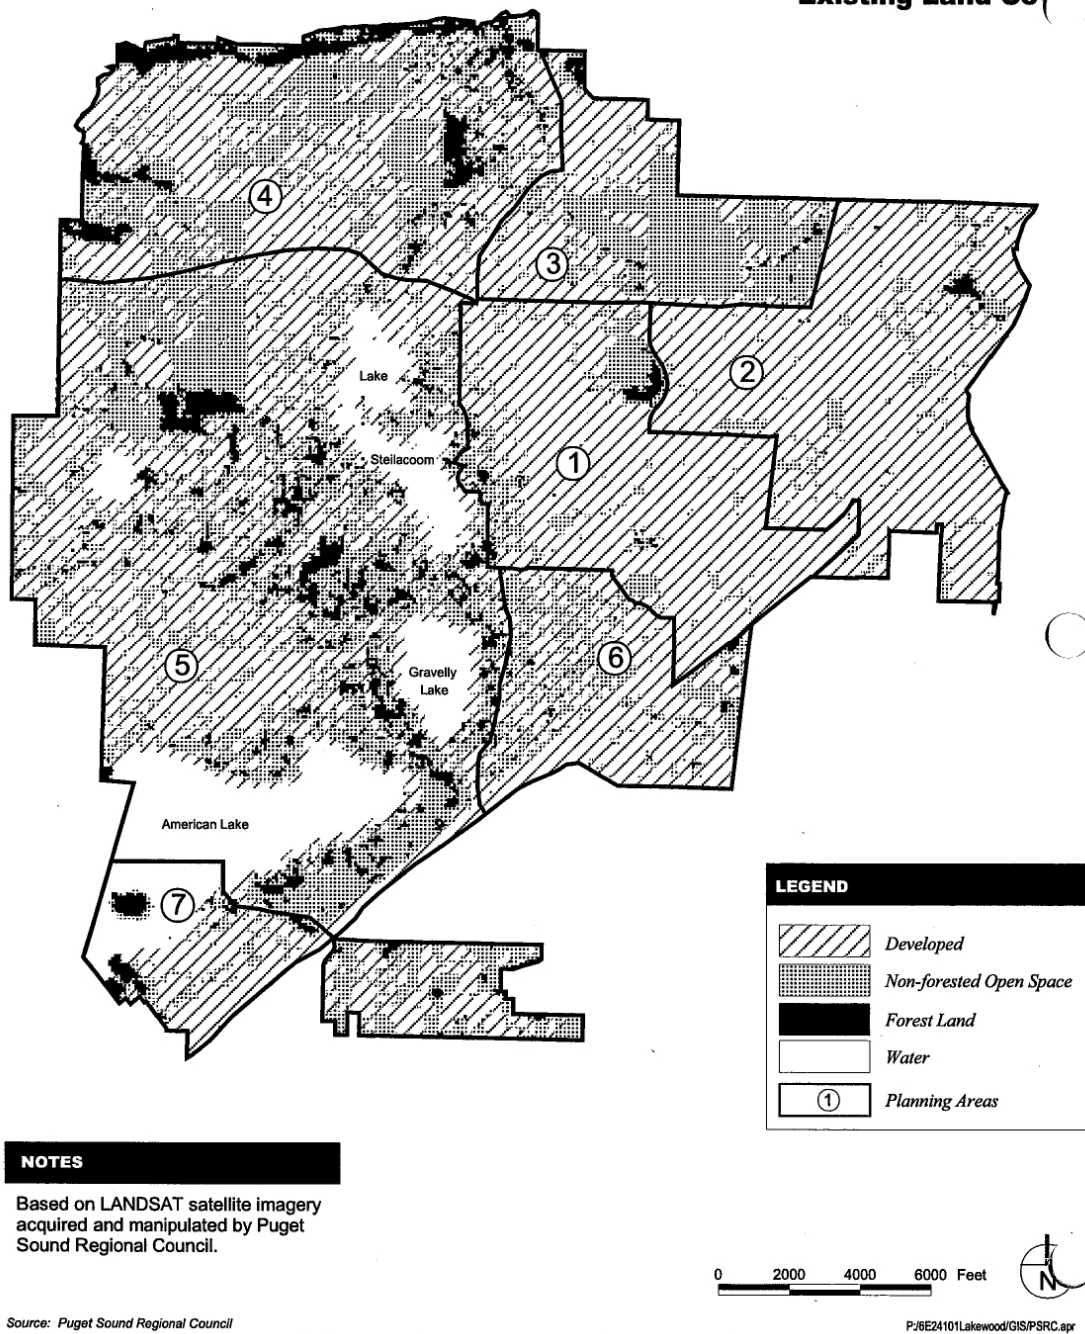 Existing Land
4
3
2
Lake
Steilacoom
1
5
6
Gravelly
Lake
American Lake
7
LEGEND
Developed
Non-forested Open Space
Forest Land
Water
1 Planning Areas
NOTES
Based on LANDSAT satellite imagery
acquired and manipulated by Puget
Sound Regional Council.
0 2000 4000 6000 Feet
N
Source: Puget Sound Regional Council
P:/6E24101Lakewood/GIS/PSRC.apr